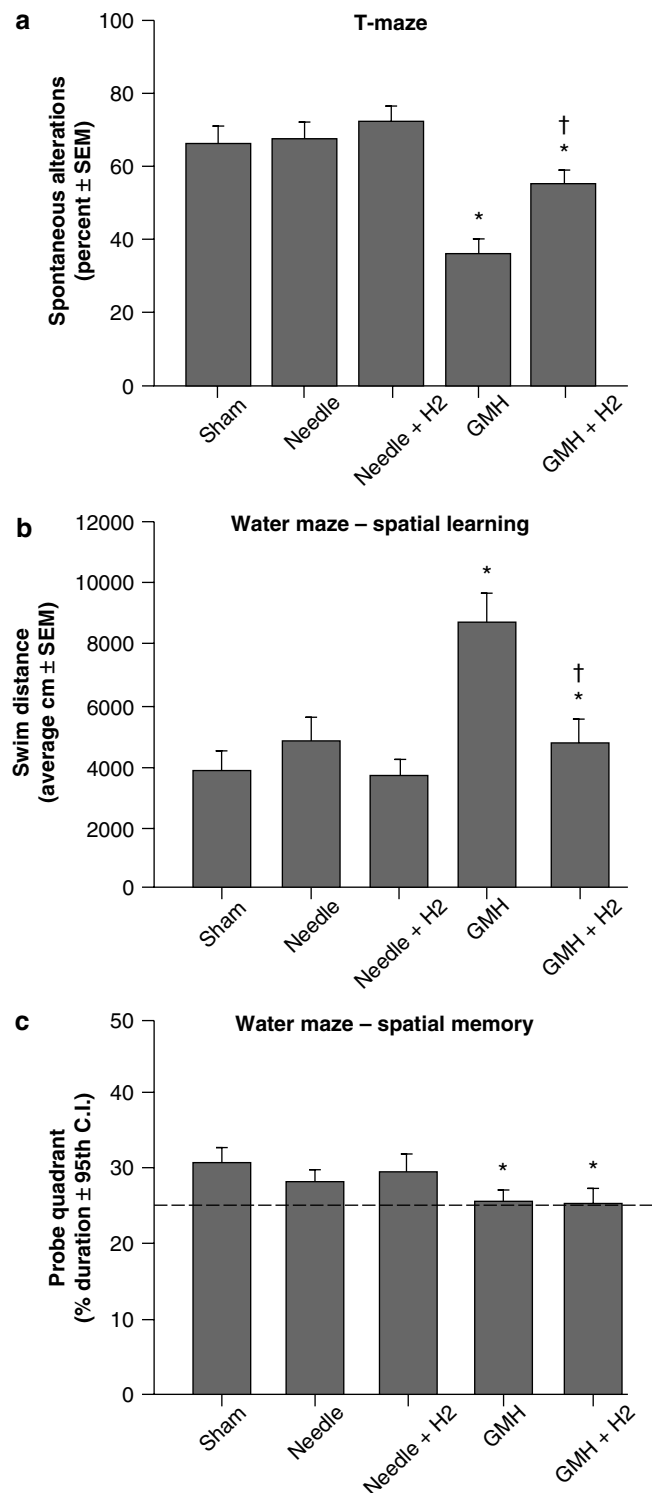 a
T-maze
Spontaneous alterations
(percent ± SEM)
100
80
60
40
20
0
*
†
*
Sham
Needle
Needle + H2
GMH
GMH + H2
b
Water maze – spatial learning
Swim distance
(average cm ± SEM)
12000
10000
8000
6000
4000
2000
0
*
†
*
Sham
Needle
Needle + H2
GMH
GMH + H2
c
Water maze – spatial memory
Probe quadrant
(% duration ± 95th C.I.)
50
40
30
20
10
0
*
*
Sham
Needle
Needle + H2
GMH
GMH + H2